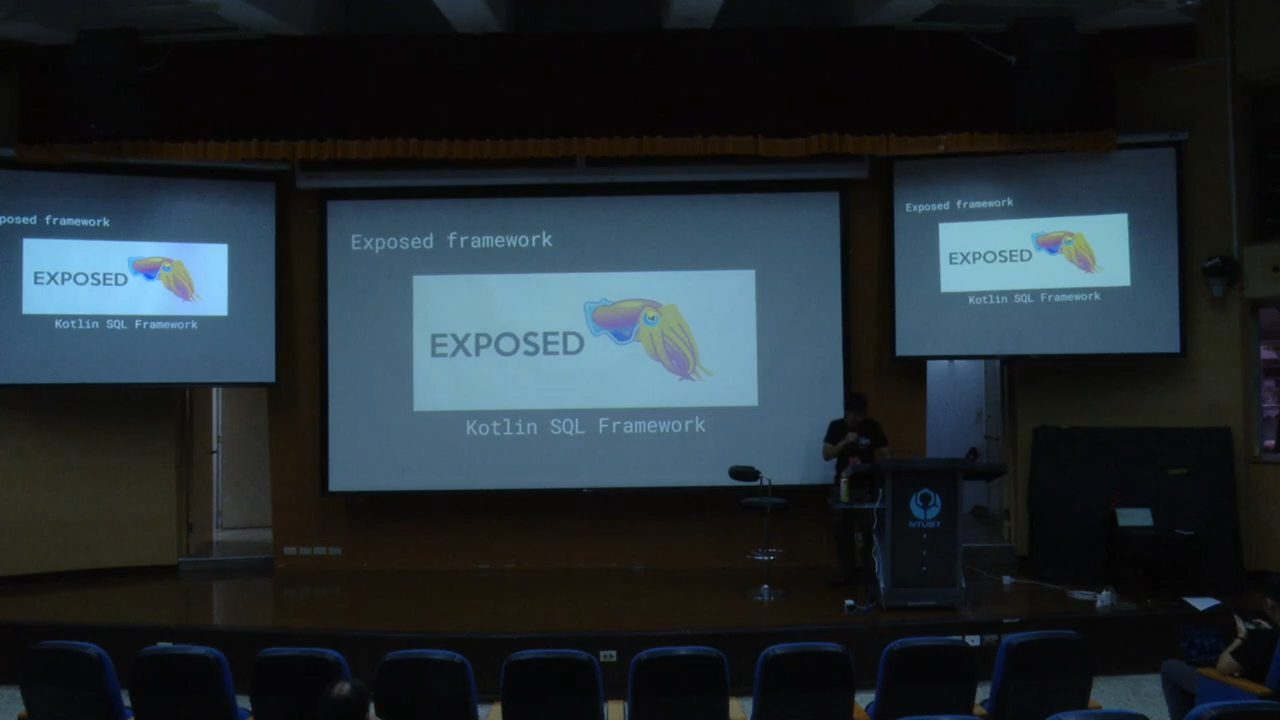 posed framework
EXPOSED
Kotlin SQL Framework
Exposed framework
EXPOSED
Kotlin SQL Framework
Exposed framework
EXPOSED
Kotlin SQL Framework
NTUST